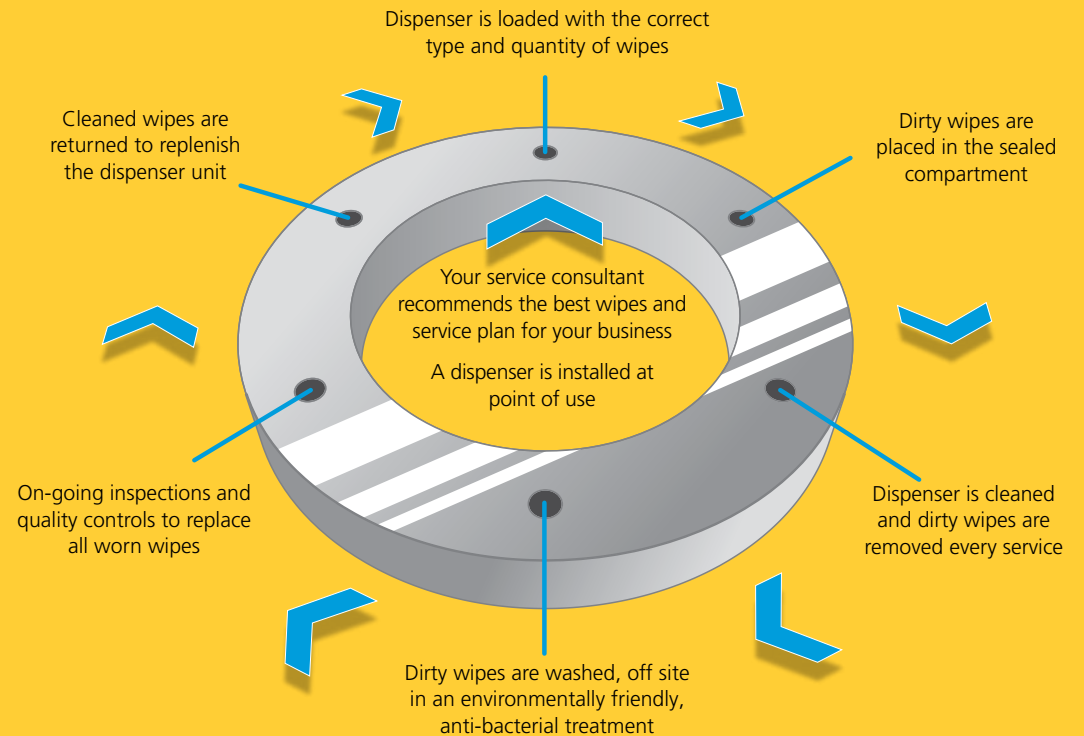 Dispenser is loaded with the correct
type and quantity of wipes
Dirty wipes are
placed in the sealed
compartment
Dispenser is cleaned
and dirty wipes are
removed every service
Dirty wipes are washed, off site
in an environmentally friendly,
anti-bacterial treatment
On-going inspections and
quality controls to replace
all worn wipes
Cleaned wipes are
returned to replenish
the dispenser unit
Your service consultant
recommends the best wipes and
service plan for your business
A dispenser is installed at
point of use